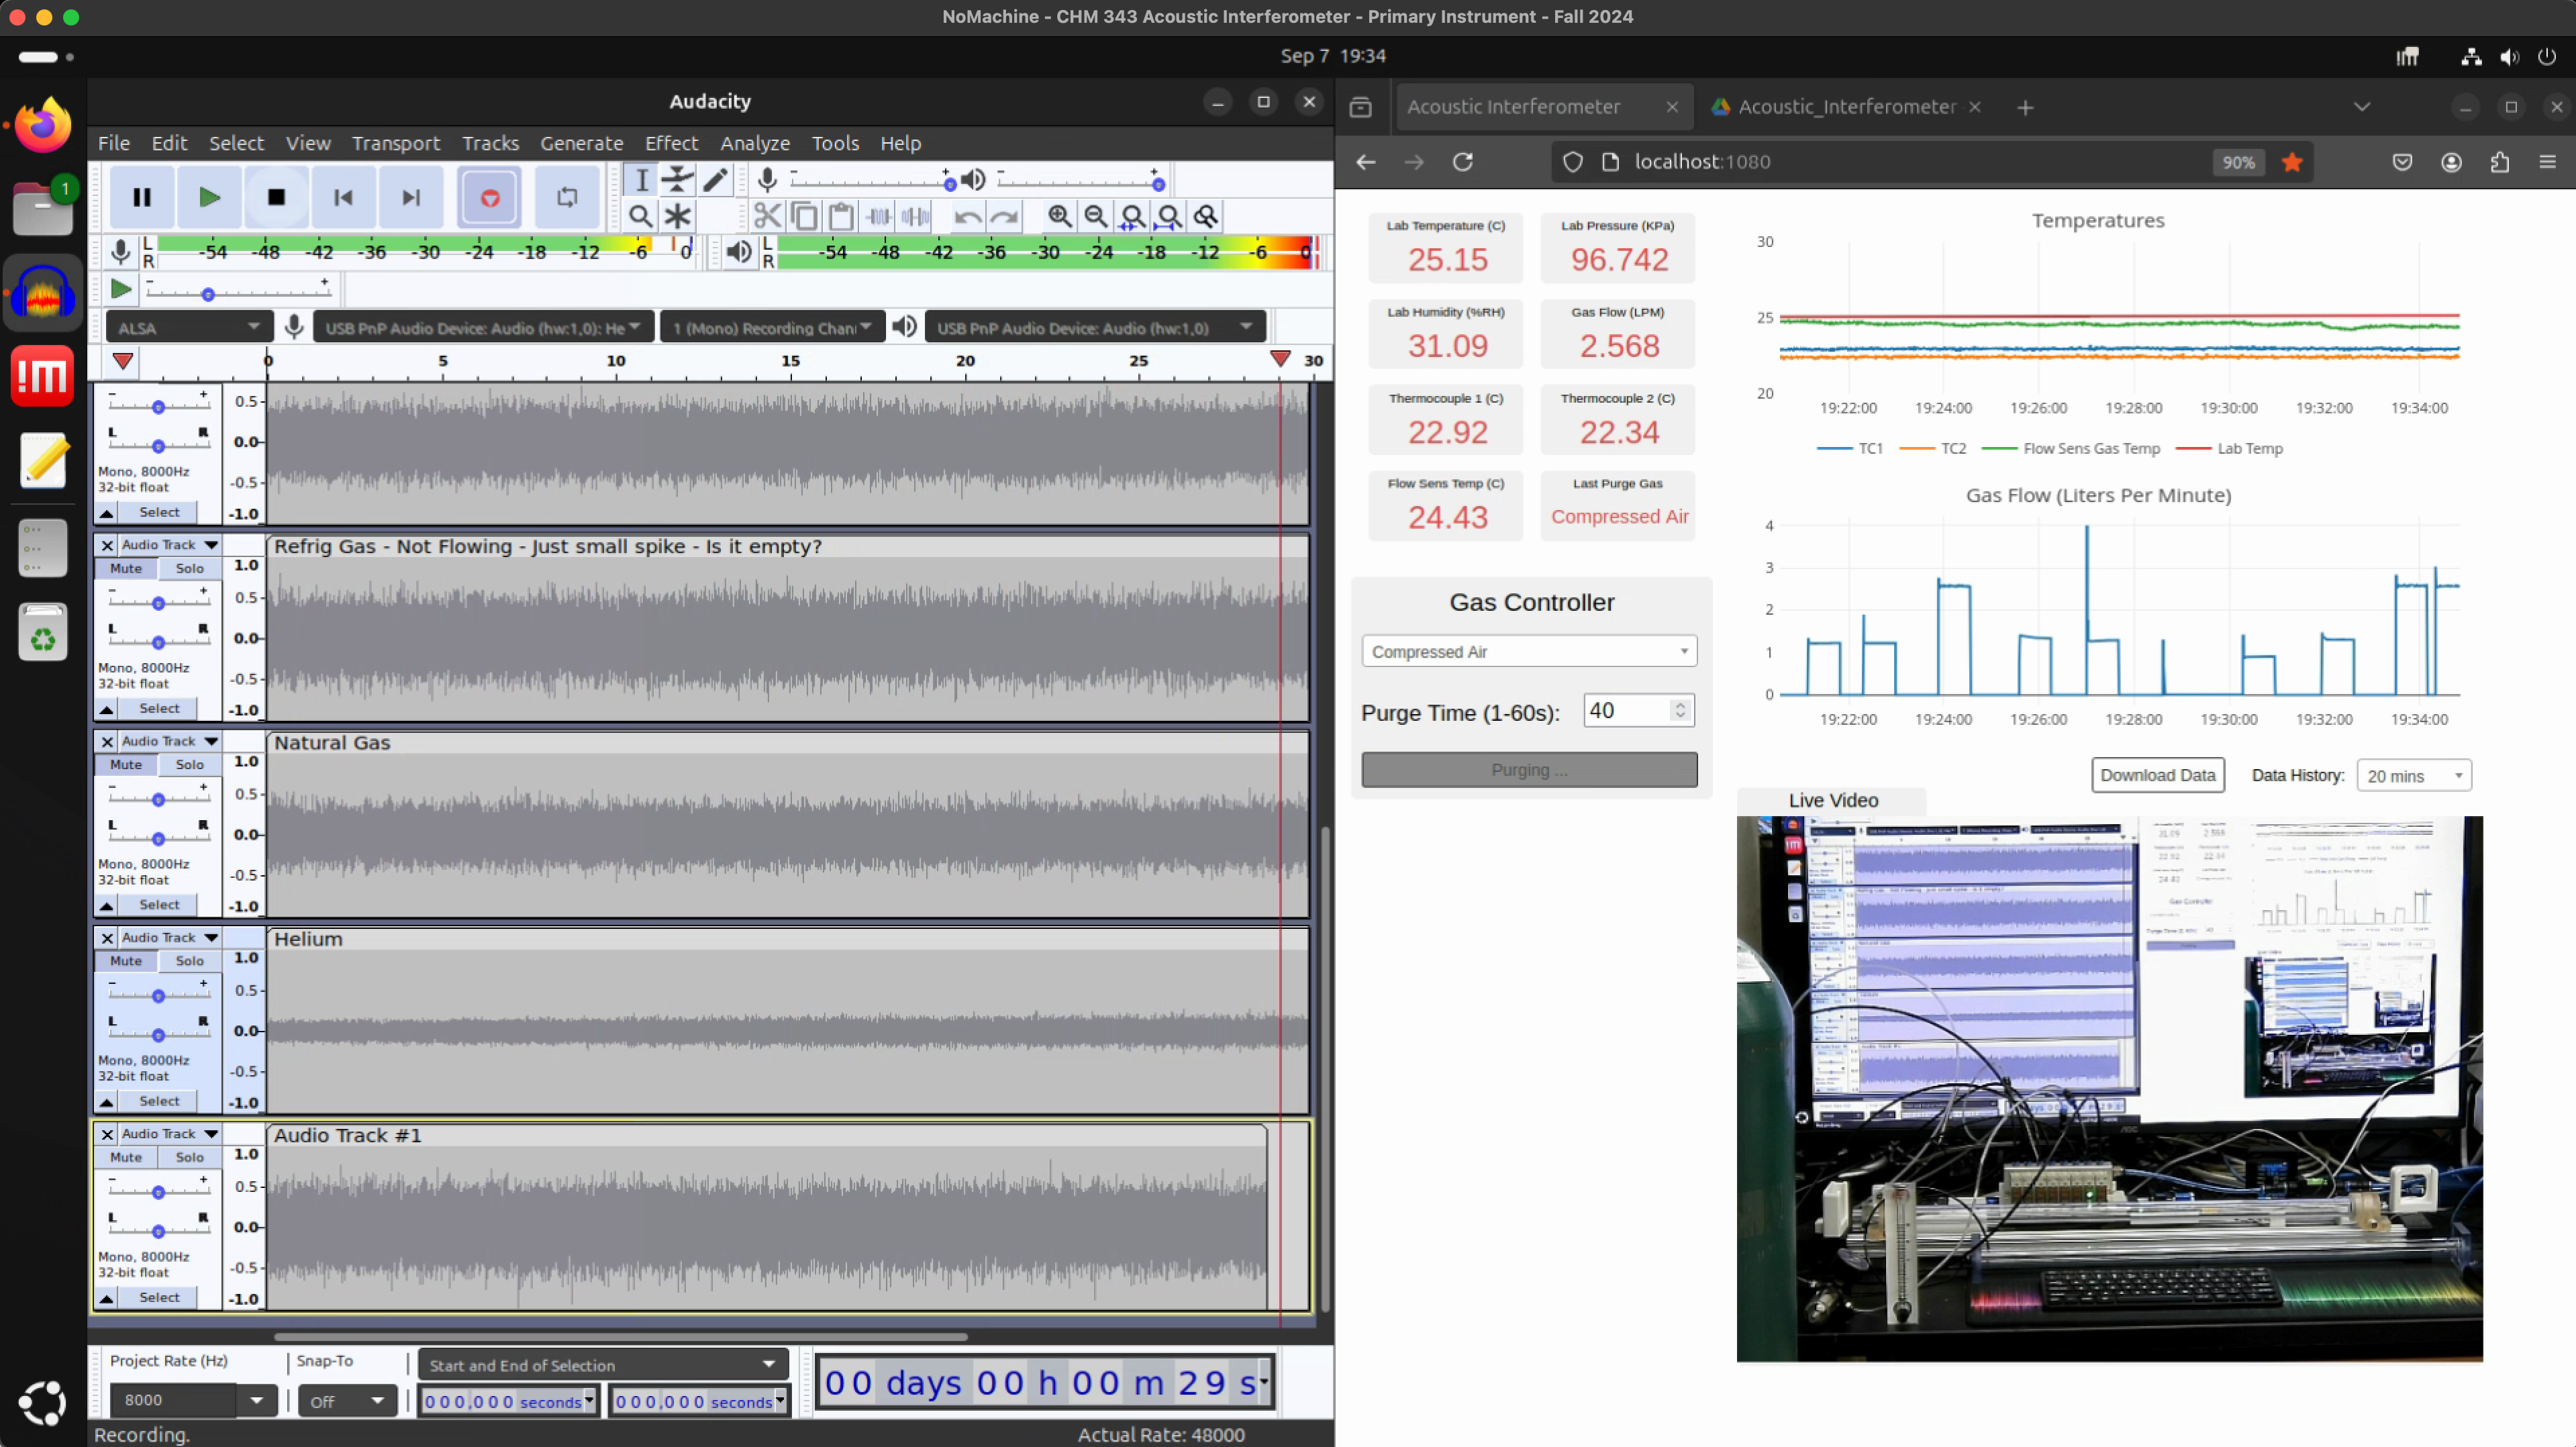 NoMachine - CHM 343 Acoustic Interferometer - Primary Instrument - Fall 2024
Sep 7 19:34
Audacity
File Edit Select View Transport Tracks Generate Effect Analyze Tools Help
L R -54 -48 -42 -36 -30 -24 -18 -12 -6 0
L R -54 -48 -42 -36 -30 -24 -18 -12 -6 0
ALSA USB PnP Audio Device: Audio (hw:1,0): He 1 (Mono) Recording Chan USB PnP Audio Device: Audio (hw:1,0)
0 5 10 15 20 25 30
- +
L R
Mono, 8000Hz
32-bit float
Select
0.5
0.0
-0.5
-1.0
Audio Track
Refrig Gas - Not Flowing - Just small spike - Is it empty?
Mute Solo
- +
L R
Mono, 8000Hz
32-bit float
Select
1.0
0.5
0.0
-0.5
-1.0
Audio Track
Natural Gas
Mute Solo
- +
L R
Mono, 8000Hz
32-bit float
Select
1.0
0.5
0.0
-0.5
-1.0
Audio Track
Helium
Mute Solo
- +
L R
Mono, 8000Hz
32-bit float
Select
1.0
0.5
0.0
-0.5
-1.0
Audio Track
Audio Track #1
Mute Solo
- +
L R
Mono, 8000Hz
32-bit float
Select
1.0
0.5
0.0
-0.5
-1.0
Project Rate (Hz) Snap-To Start and End of Selection
8000 Off 000,000 seconds 000,000 seconds
00 days 00 h 00 m 29 s
Recording. Actual Rate: 48000
1
Acoustic Interferometer
Acoustic_Interferometer
localhost:1080
90%
Lab Temperature (C)
25.15
Lab Pressure (KPa)
96.742
Lab Humidity (%RH)
31.09
Gas Flow (LPM)
2.568
Thermocouple 1 (C)
22.92
Thermocouple 2 (C)
22.34
Flow Sens Temp (C)
24.43
Last Purge Gas
Compressed Air
Gas Controller
Compressed Air
Purge Time (1-60s): 40
Purging ...
Temperatures
30
25
20
19:22:00 19:24:00 19:26:00 19:28:00 19:30:00 19:32:00 19:34:00
TC1 TC2 Flow Sens Gas Temp Lab Temp
Gas Flow (Liters Per Minute)
4
3
2
1
0
19:22:00 19:24:00 19:26:00 19:28:00 19:30:00 19:32:00 19:34:00
Download Data Data History: 20 mins
Live Video